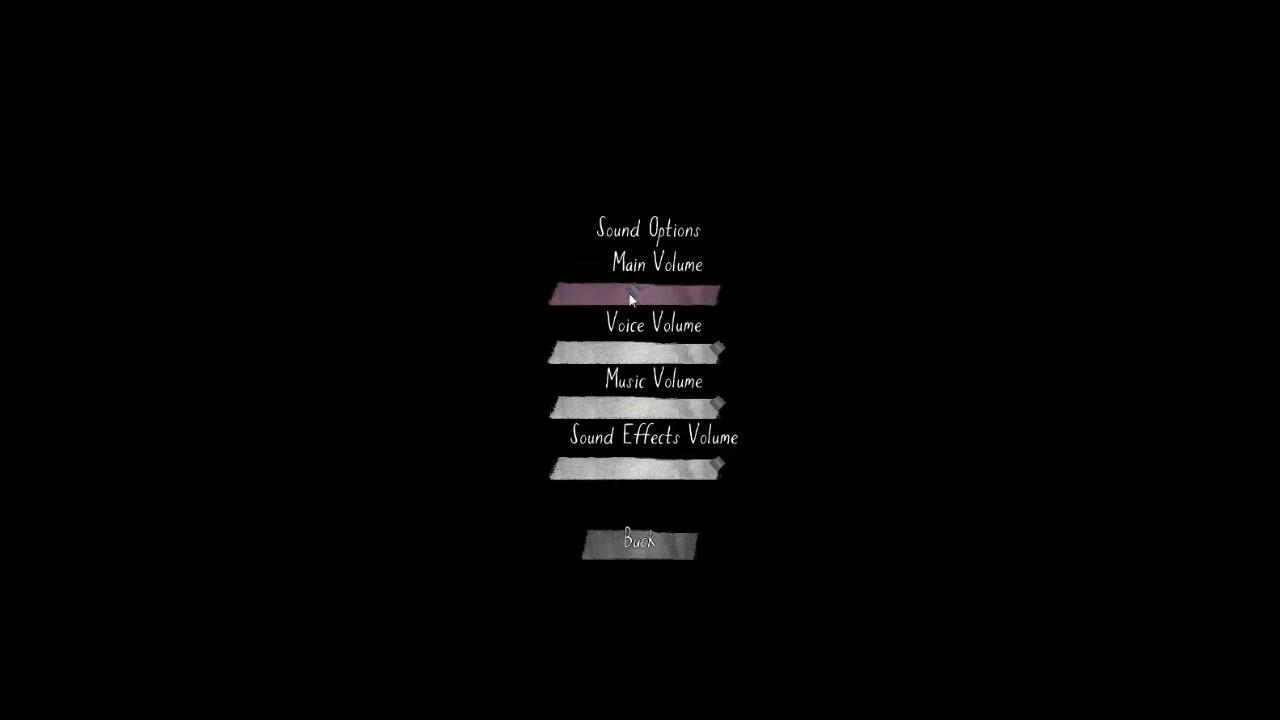 Sound Options
Main Volume
Voice Volume
Music Volume
Sound Effects Volume
Back